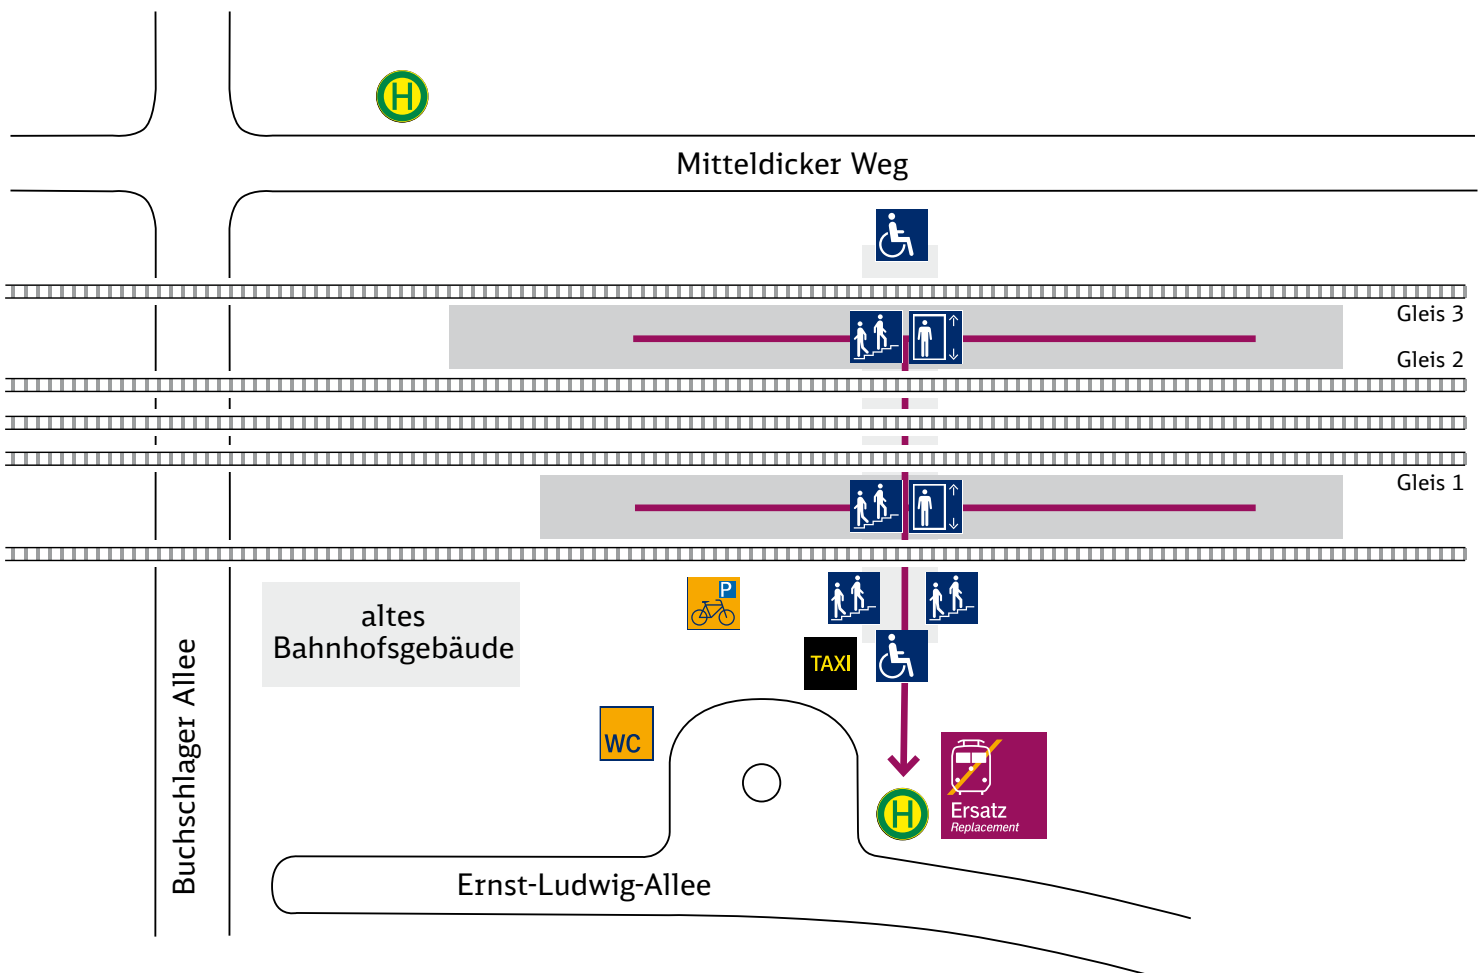 H
Mitteldicker Weg
Gleis 3
Gleis 2
Gleis 1
P
altes
Bahnhofsgebäude
TAXI
Buchschlager Allee
WC
H
Ersatz
Replacement
Ernst-Ludwig-Allee